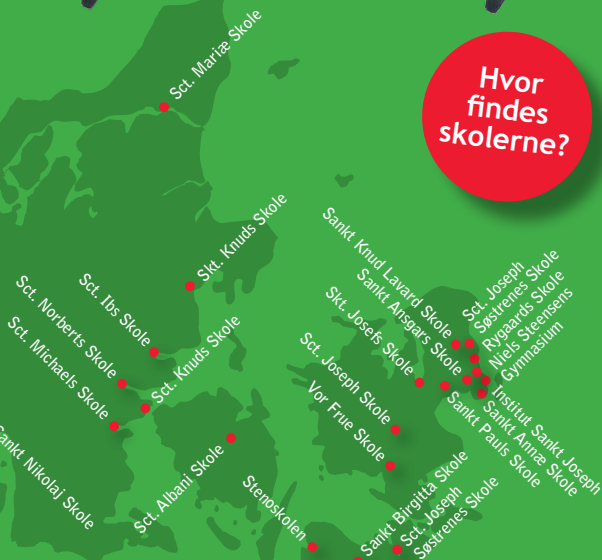 Sct. Mariæ Skole
Hvor
findes
skolerne?
Skt. Knuds Skole
Sankt Knud Lavard Skole
Sankt Ansgars Skole
Skt. Josefs Skole
Sct. Joseph
Søstrenes Skole
Rygaards Skole
Niels Steensens
Gymnasium
Sct. Ibs Skole
Sct. Norberts Skole
Sct. Michaels Skole
Sct. Knuds Skole
Sct. Joseph Skole
Vor Frue Skole
Institut Sankt Joseph
Sankt Annæ Skole
Sankt Pauls Skole
Nikolaj Skole
Sct. Albani Skole
Stenoskolen
Sankt Birgitta Skole
Sct. Joseph
Søstrenes Skole